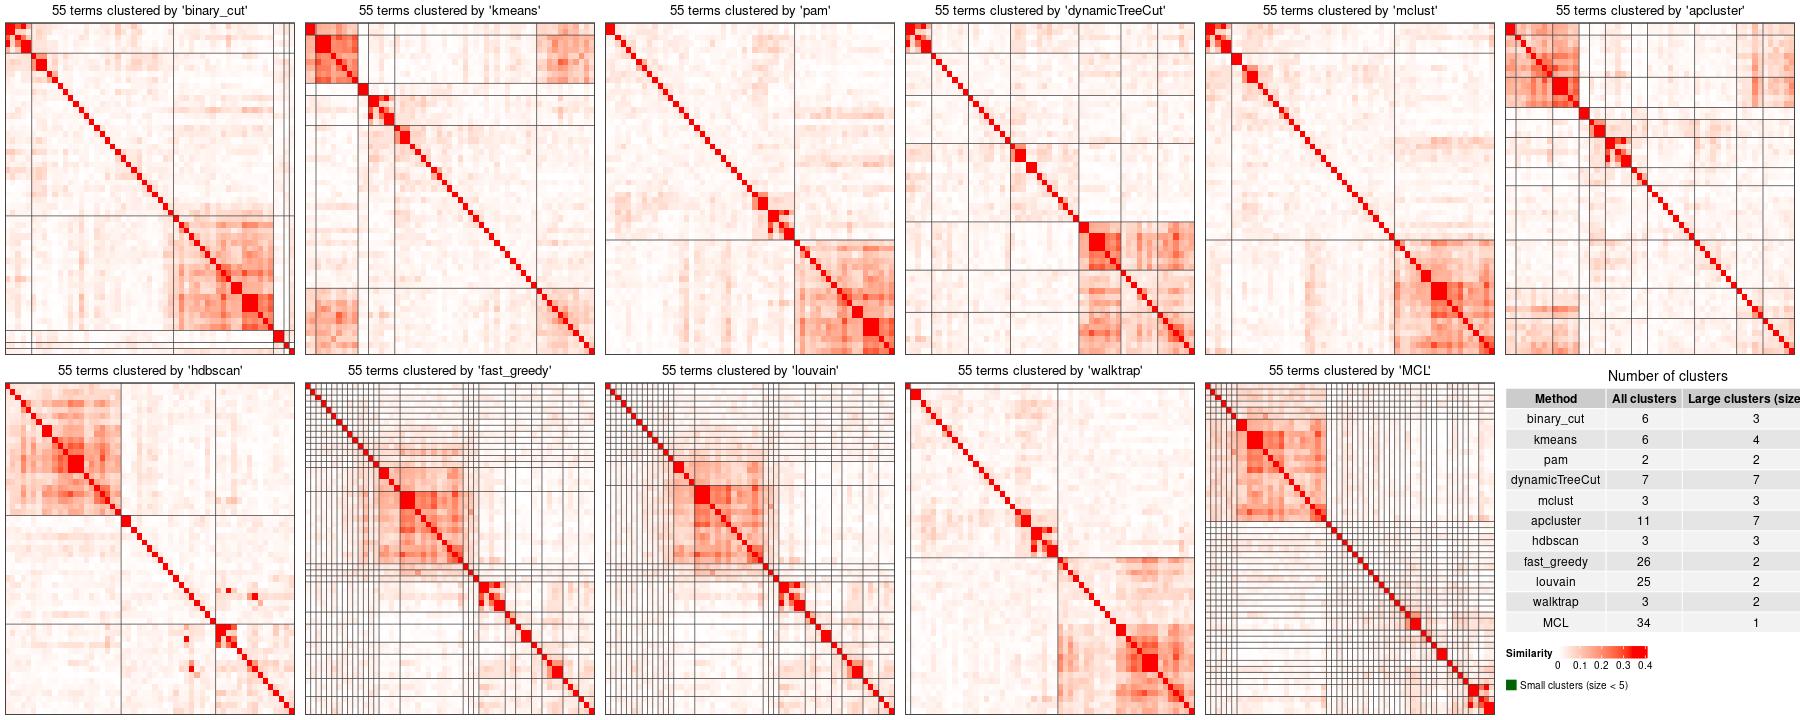 55 terms clustered by 'binary_cut'
55 terms clustered by 'kmeans'
55 terms clustered by 'pam'
55 terms clustered by 'dynamicTreeCut'
55 terms clustered by 'mclust'
55 terms clustered by 'apcluster'
55 terms clustered by 'hdbscan'
55 terms clustered by 'fast_greedy'
55 terms clustered by 'louvain'
55 terms clustered by 'walktrap'
55 terms clustered by 'MCL'
Number of clusters
Method All clusters Large clusters (size
binary_cut 6 3
kmeans 6 4
pam 2 2
dynamicTreeCut 7 7
mclust 3 3
apcluster 11 7
hdbscan 3 3
fast_greedy 26 2
louvain 25 2
walktrap 3 2
MCL 34 1
Similarity
0 0.1 0.2 0.3 0.4
Small clusters (size < 5)